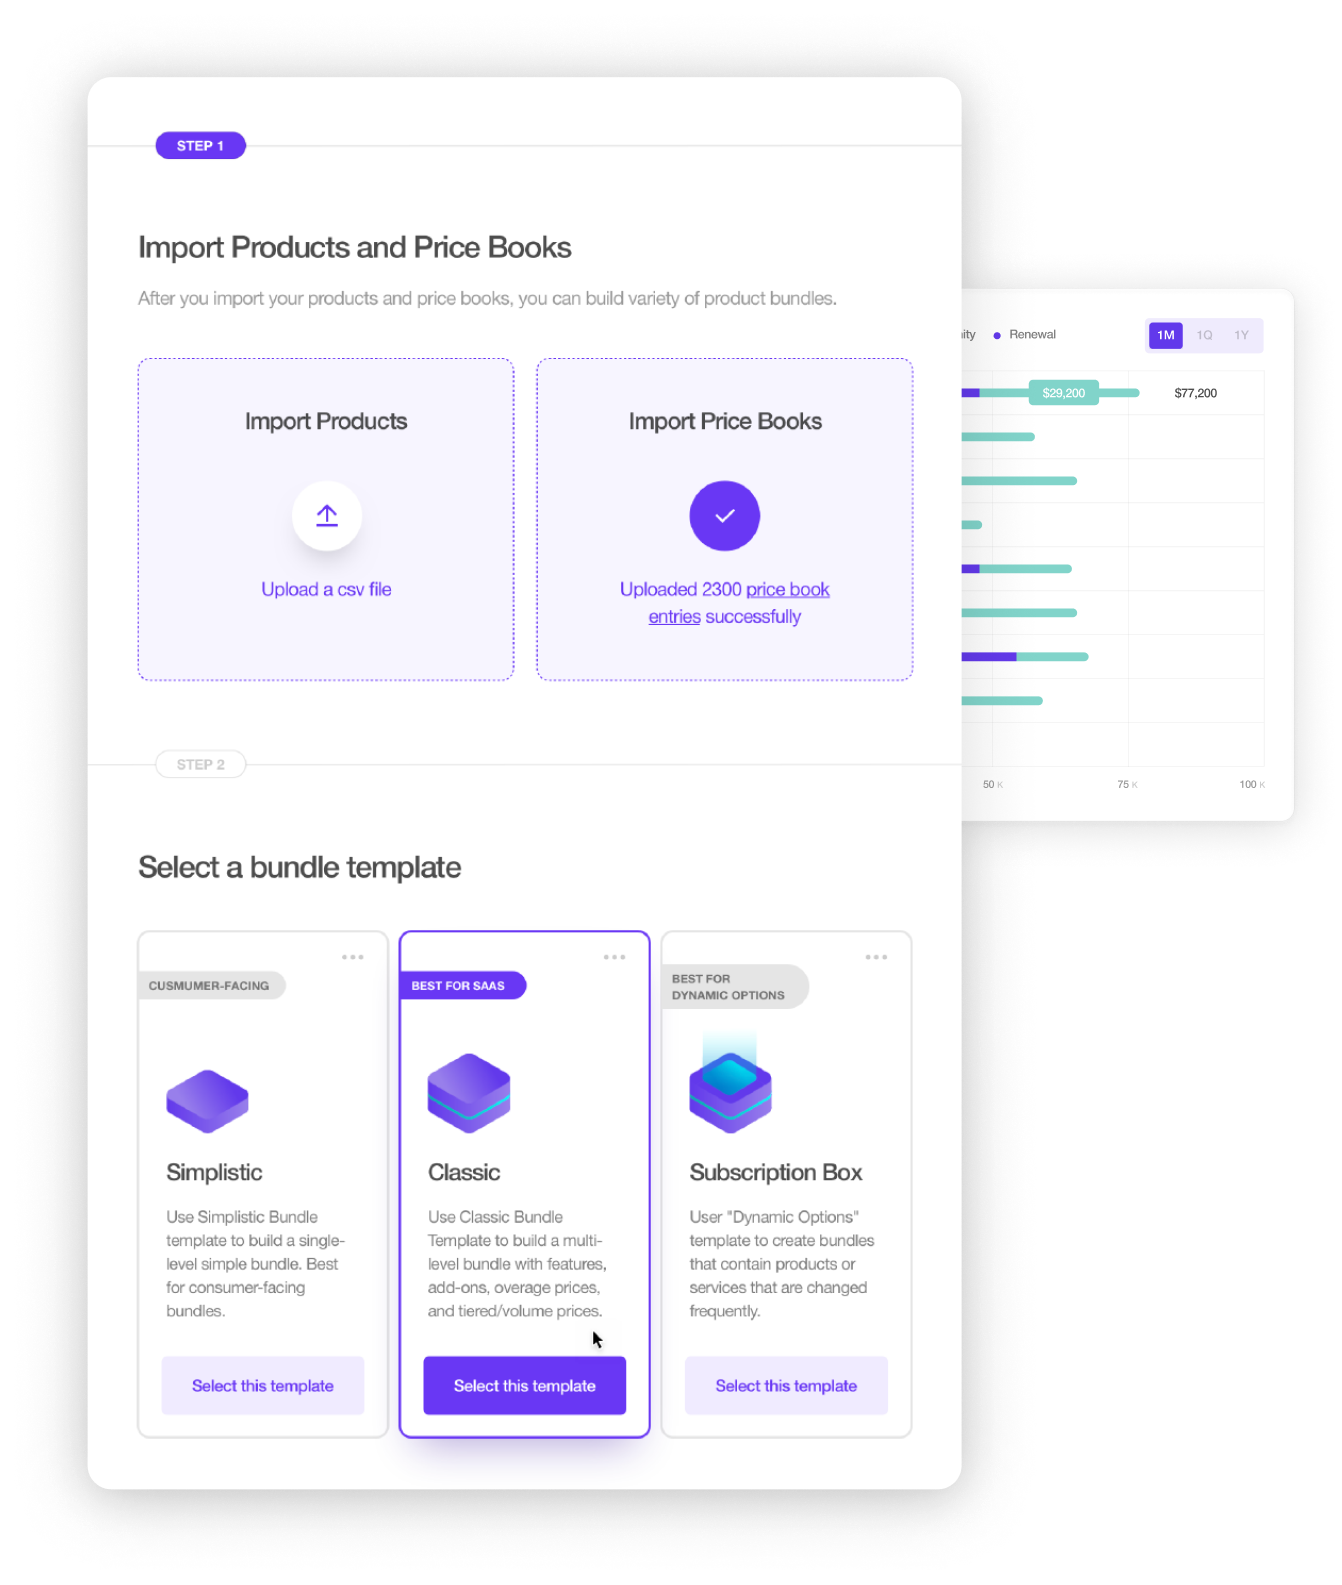 STEP 1
Import Products and Price Books
After you import your products and price books, you can build variety of product bundles.
Import Products
Upload a csv file
Import Price Books
Uploaded 2300 price book
entries successfully
Renewal
1M 1Q 1Y
$29,200
$77,200
50 K
75 K
100 K
STEP 2
Select a bundle template
CUSMUMER-FACING
Simplistic
Use Simplistic Bundle
template to build a single-
level simple bundle. Best
for consumer-facing
bundles.
Select this template
BEST FOR SAAS
Classic
Use Classic Bundle
Template to build a multi-
level bundle with features,
add-ons, overage prices,
and tiered/volume prices.
Select this template
BEST FOR
DYNAMIC OPTIONS
Subscription Box
User "Dynamic Options"
template to create bundles
that contain products or
services that are changed
frequently.
Select this template